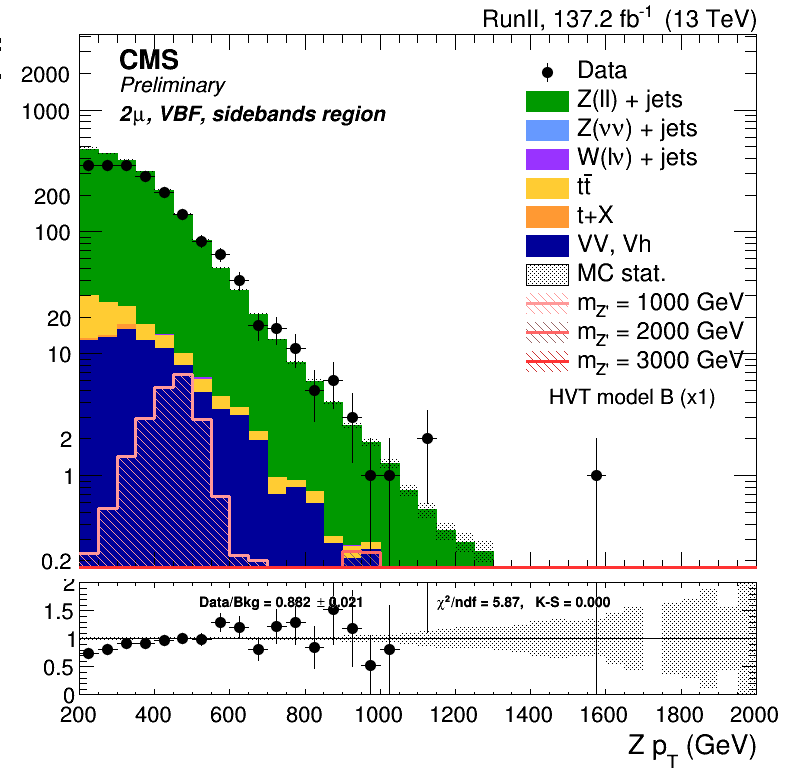 RunII, 137.2 fb⁻¹ (13 TeV)
CMS
Preliminary
2μ, VBF, sidebands region
Data
Z(ll) + jets
Z(νν) + jets
W(lν) + jets
tt̄
t+X
VV, Vh
MC stat.
m_Z' = 1000 GeV
m_Z' = 2000 GeV
m_Z' = 3000 GeV
HVT model B (x1)
2000
1000
200
100
20
10
2
1
0.2
Data/Bkg = 0.882 ± 0.021
χ²/ndf = 5.87, K-S = 0.000
2
1.5
1
0.5
0
200 400 600 800 1000 1200 1400 1600 1800 2000
Z p_T (GeV)